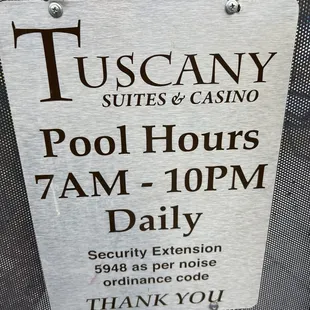 TUSCANY
SUITES & CASINO
Pool Hours
7AM - 10PM
Daily
Security Extension
5948 as per noise
ordinance code
THANK YOU